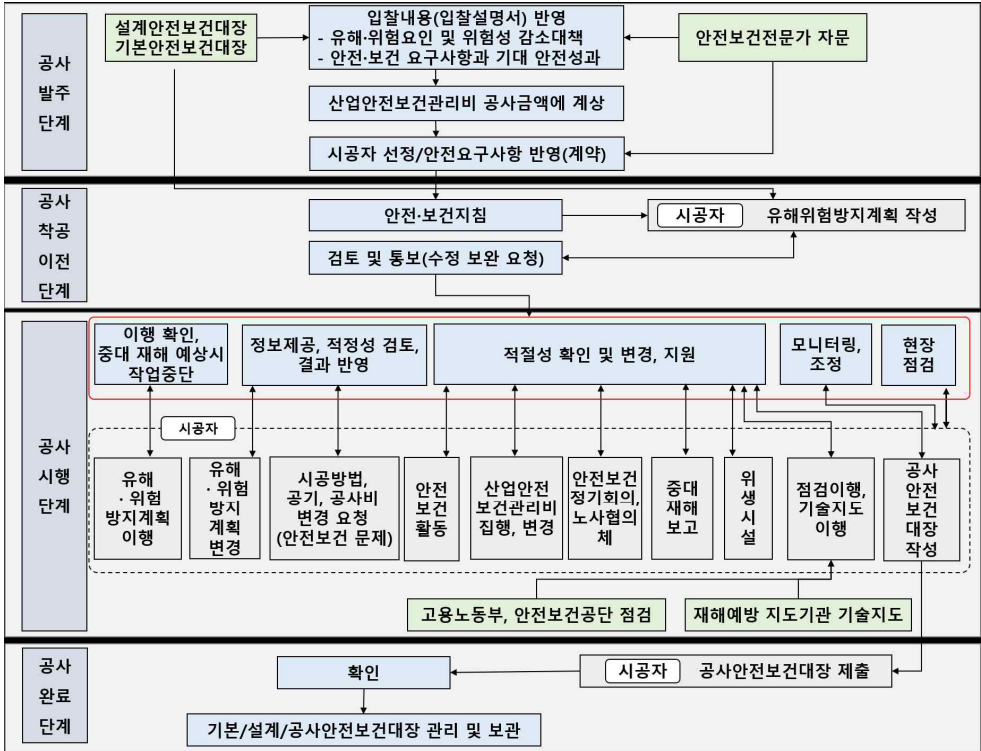 공사
발주
단계
설계안전보건대장
기본안전보건대장
입찰내용(입찰설명서) 반영
- 유해·위험요인 및 위험성 감소대책
- 안전·보건 요구사항과 기대 안전성과
안전보건전문가 자문
산업안전보건관리비 공사금액에 계상
시공자 선정/안전요구사항 반영(계약)
공사
착공
이전
단계
안전·보건지침
시공자
유해위험방지계획 작성
검토 및 통보(수정 보완 요청)
공사
시행
단계
이행 확인,
중대 재해 예상시
작업중단
정보제공, 적정성 검토,
결과 반영
적절성 확인 및 변경, 지원
모니터링,
조정
현장
점검
시공자
유해
·위험
방지계획
이행
유해
·위험
방지
계획
변경
시공방법,
공기, 공사비
변경 요청
(안전보건 문제)
안전
보건
활동
산업안전
보건관리비
집행, 변경
안전보건
정기회의,
노사협의
체
중대
재해
보고
위
생
시
설
점검이행,
기술지도
이행
공사
안전
보건
대장
작성
고용노동부, 안전보건공단 점검
재해예방 지도기관 기술지도
공사
완료
단계
확인
시공자
공사안전보건대장 제출
기본/설계/공사안전보건대장 관리 및 보관